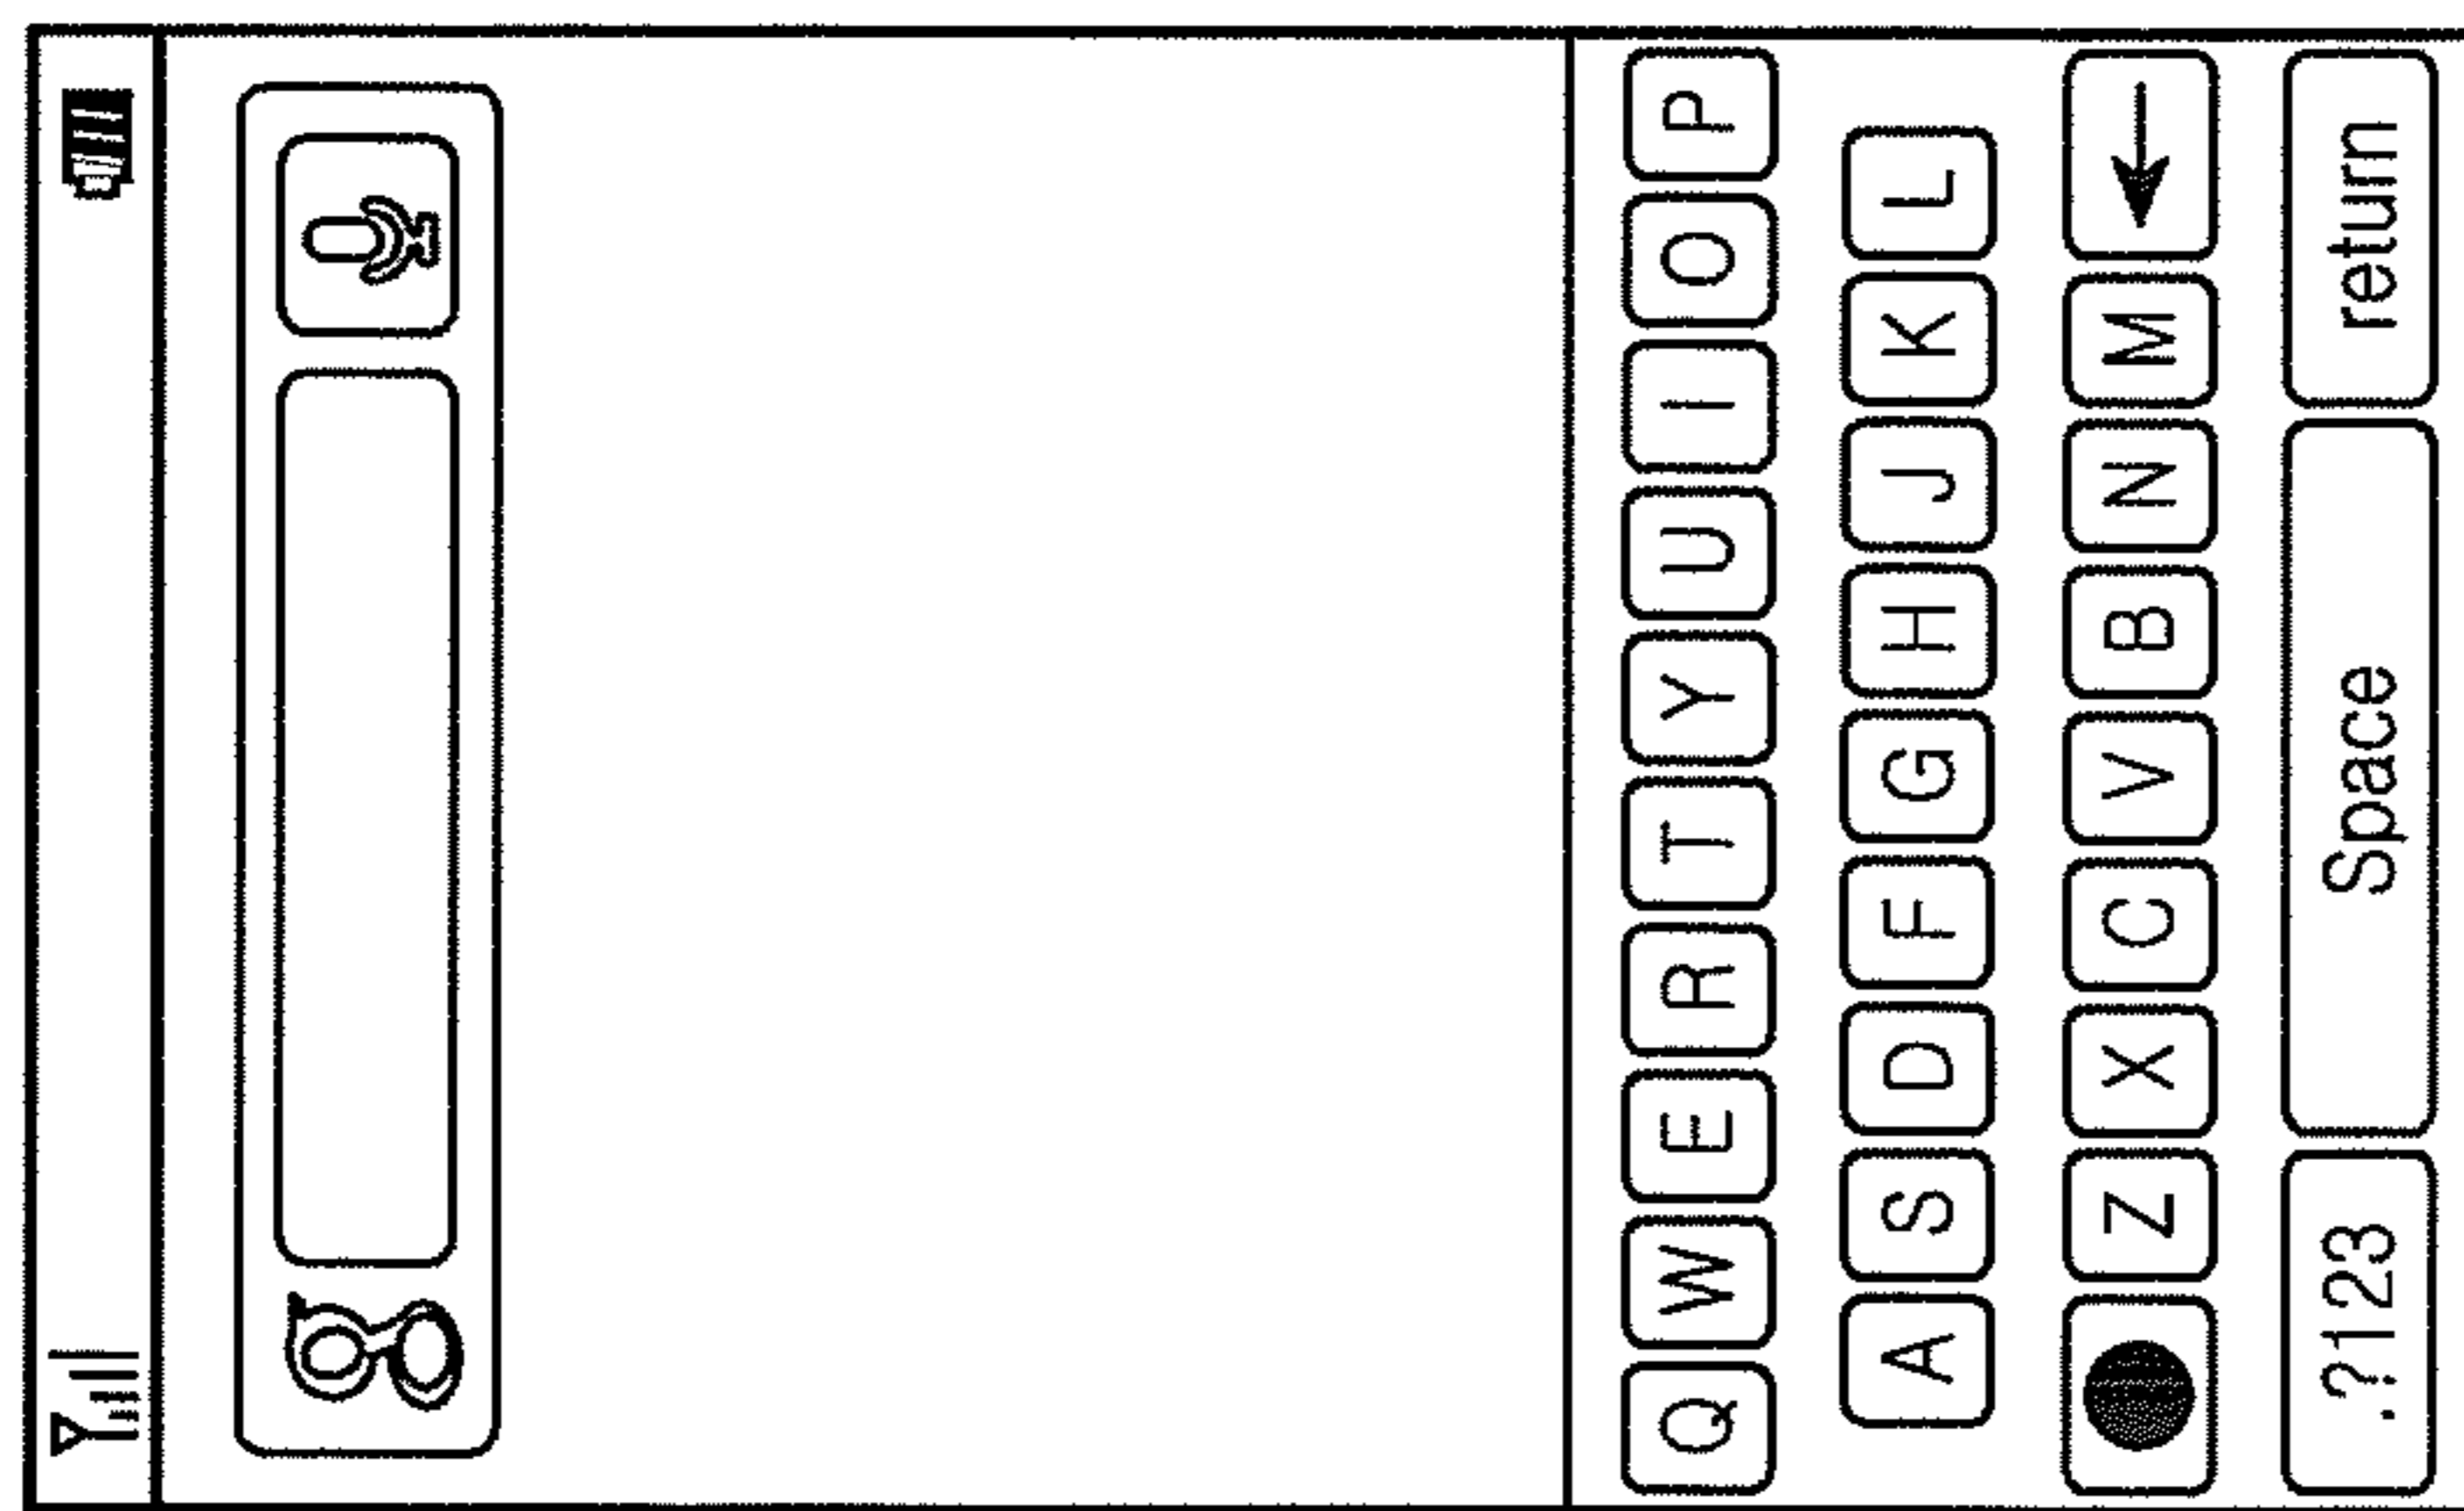 g
Q W E R T Y U I O P
A S D F G H J K L
Z X C V B N M
.?123 Space return